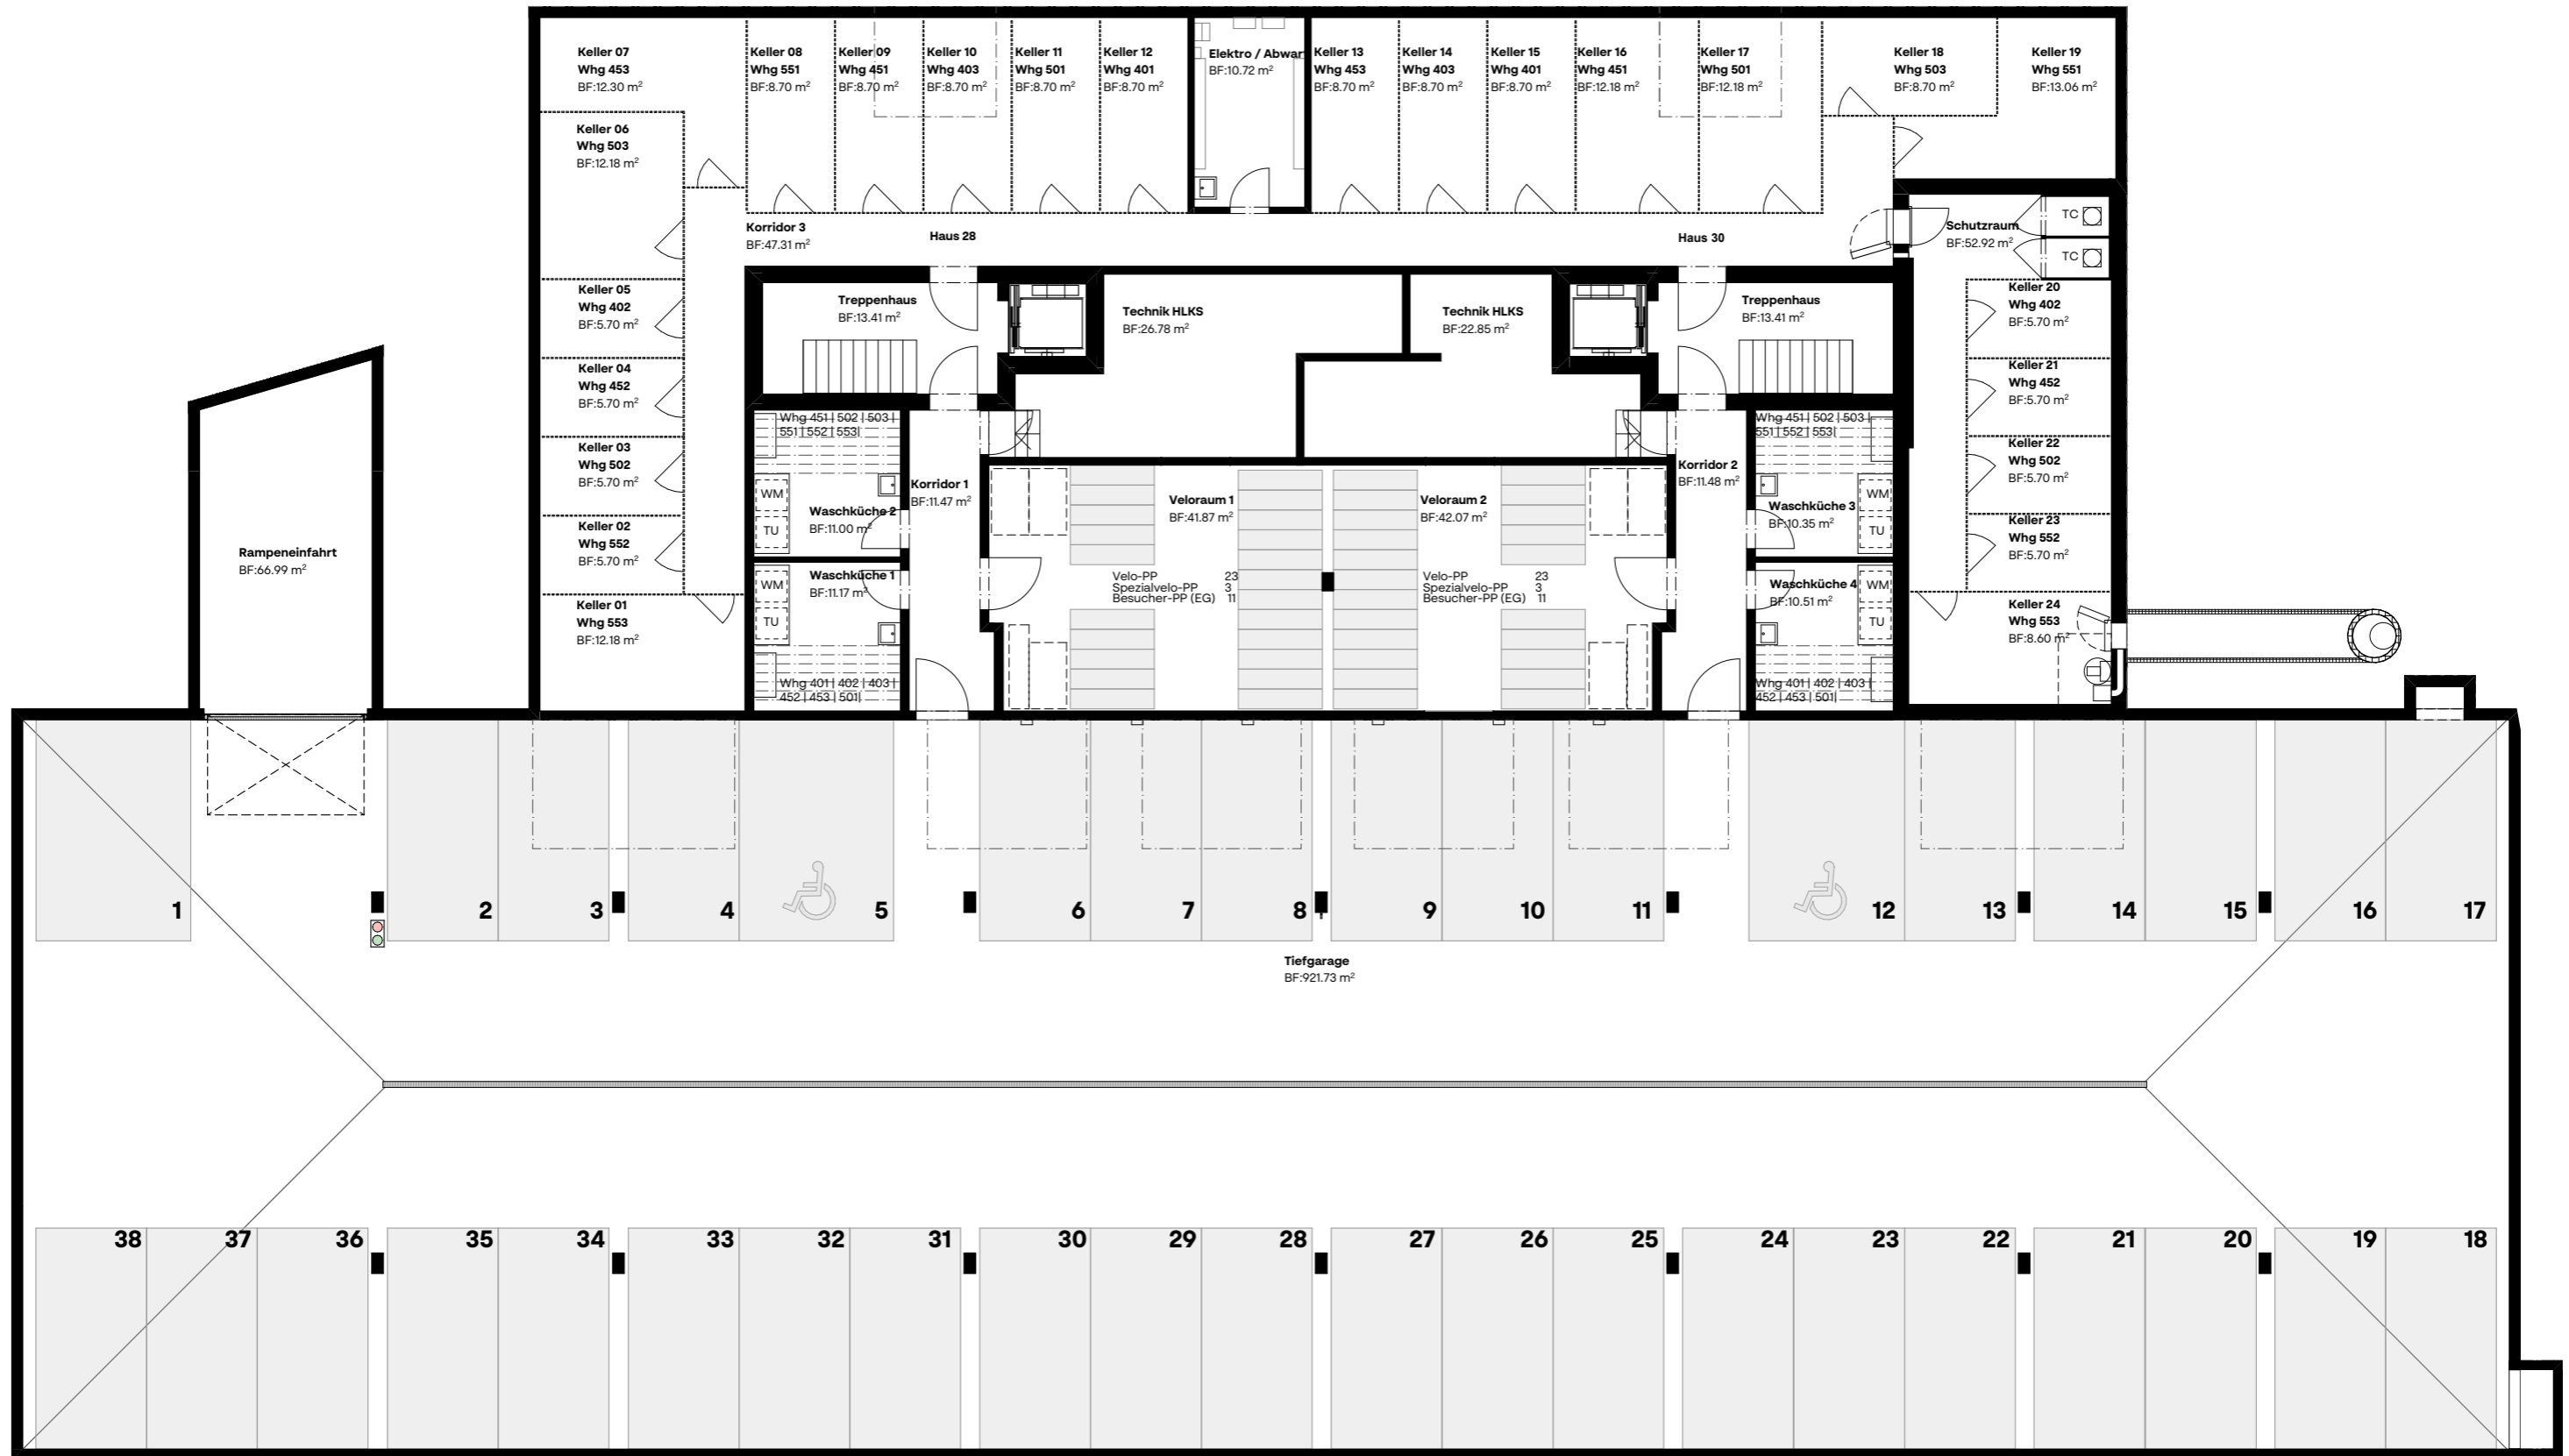 Keller 07
Whg 453
BF:12.30 m²
Keller 08
Whg 551
BF:8.70 m²
Keller 09
Whg 451
BF:8.70 m²
Keller 10
Whg 403
BF:8.70 m²
Keller 11
Whg 501
BF:8.70 m²
Keller 12
Whg 401
BF:8.70 m²
Elektro / Abwar
BF:10.72 m²
Keller 13
Whg 453
BF:8.70 m²
Keller 14
Whg 403
BF:8.70 m²
Keller 15
Whg 401
BF:8.70 m²
Keller 16
Whg 451
BF:12.18 m²
Keller 17
Whg 501
BF:12.18 m²
Keller 18
Whg 503
BF:8.70 m²
Keller 19
Whg 551
BF:13.06 m²
Keller 06
Whg 503
BF:12.18 m²
Korridor 3
BF:47.31 m²
Haus 28
Haus 30
Schutzraum
BF:52.92 m²
TC
TC
Keller 05
Whg 402
BF:5.70 m²
Treppenhaus
BF:13.41 m²
Technik HLKS
BF:26.78 m²
Technik HLKS
BF:22.85 m²
Treppenhaus
BF:13.41 m²
Keller 20
Whg 402
BF:5.70 m²
Keller 04
Whg 452
BF:5.70 m²
Keller 21
Whg 452
BF:5.70 m²
Whg 451 | 502 | 503 |
551 | 552 | 553|
Whg 451 | 502 | 503 |
551 | 552 | 553|
Keller 03
Whg 502
BF:5.70 m²
Keller 22
Whg 502
BF:5.70 m²
WM
TU
Waschküche 2
BF:11.00 m²
Korridor 1
BF:11.47 m²
Veloraum 1
BF:41.87 m²
Veloraum 2
BF:42.07 m²
Korridor 2
BF:11.48 m²
Waschküche 3
BF:10.35 m²
WM
TU
Keller 02
Whg 552
BF:5.70 m²
Keller 23
Whg 552
BF:5.70 m²
Rampeneinfahrt
BF:66.99 m²
WM
TU
Waschküche 1
BF:11.17 m²
Velo-PP 23
Spezialvelo-PP 3
Besucher-PP (EG) 11
Velo-PP 23
Spezialvelo-PP 3
Besucher-PP (EG) 11
Waschküche 4
BF:10.51 m²
WM
TU
Keller 01
Whg 553
BF:12.18 m²
Keller 24
Whg 553
BF:8.60 m²
Whg 401 | 402 | 403 |
452 | 453 | 501|
Whg 401 | 402 | 403 |
452 | 453 | 501|
1
2
3
4
5
6
7
8
9
10
11
12
13
14
15
16
17
Tiefgarage
BF:921.73 m²
38
37
36
35
34
33
32
31
30
29
28
27
26
25
24
23
22
21
20
19
18